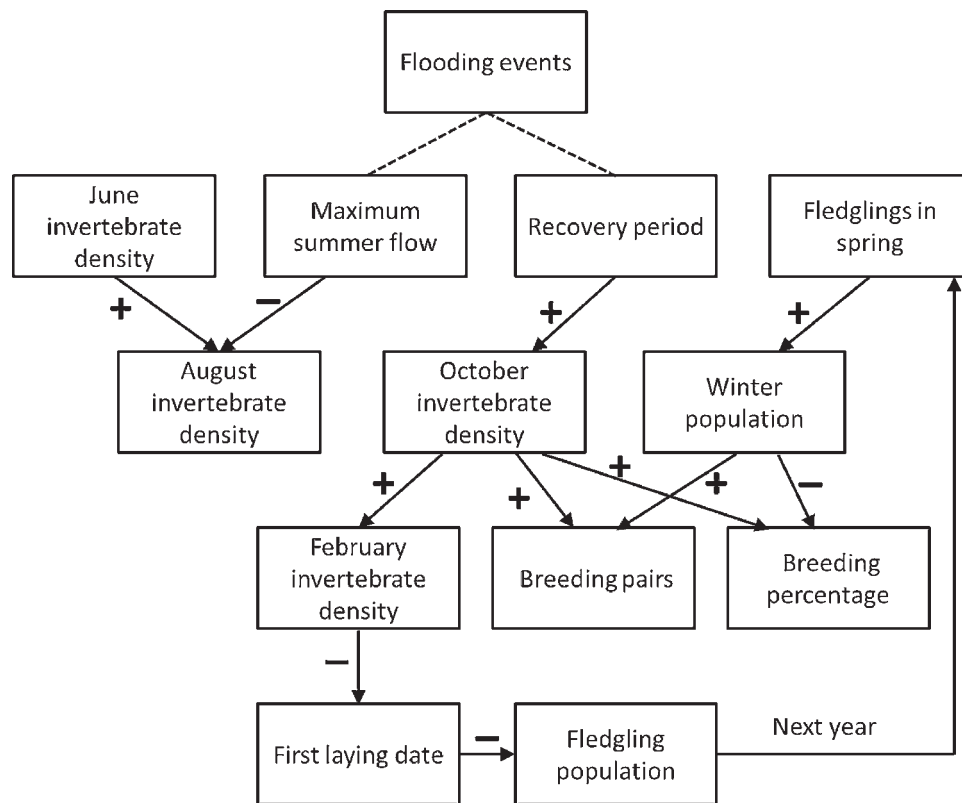 Flooding events
June
invertebrate
density
Maximum
summer flow
Recovery period
Fledglings in
spring
+
−
+
+
August
invertebrate
density
October
invertebrate
density
Winter
population
+
+
+
+
−
February
invertebrate
density
Breeding pairs
Breeding
percentage
−
First laying date
−
Fledgling
population
Next year